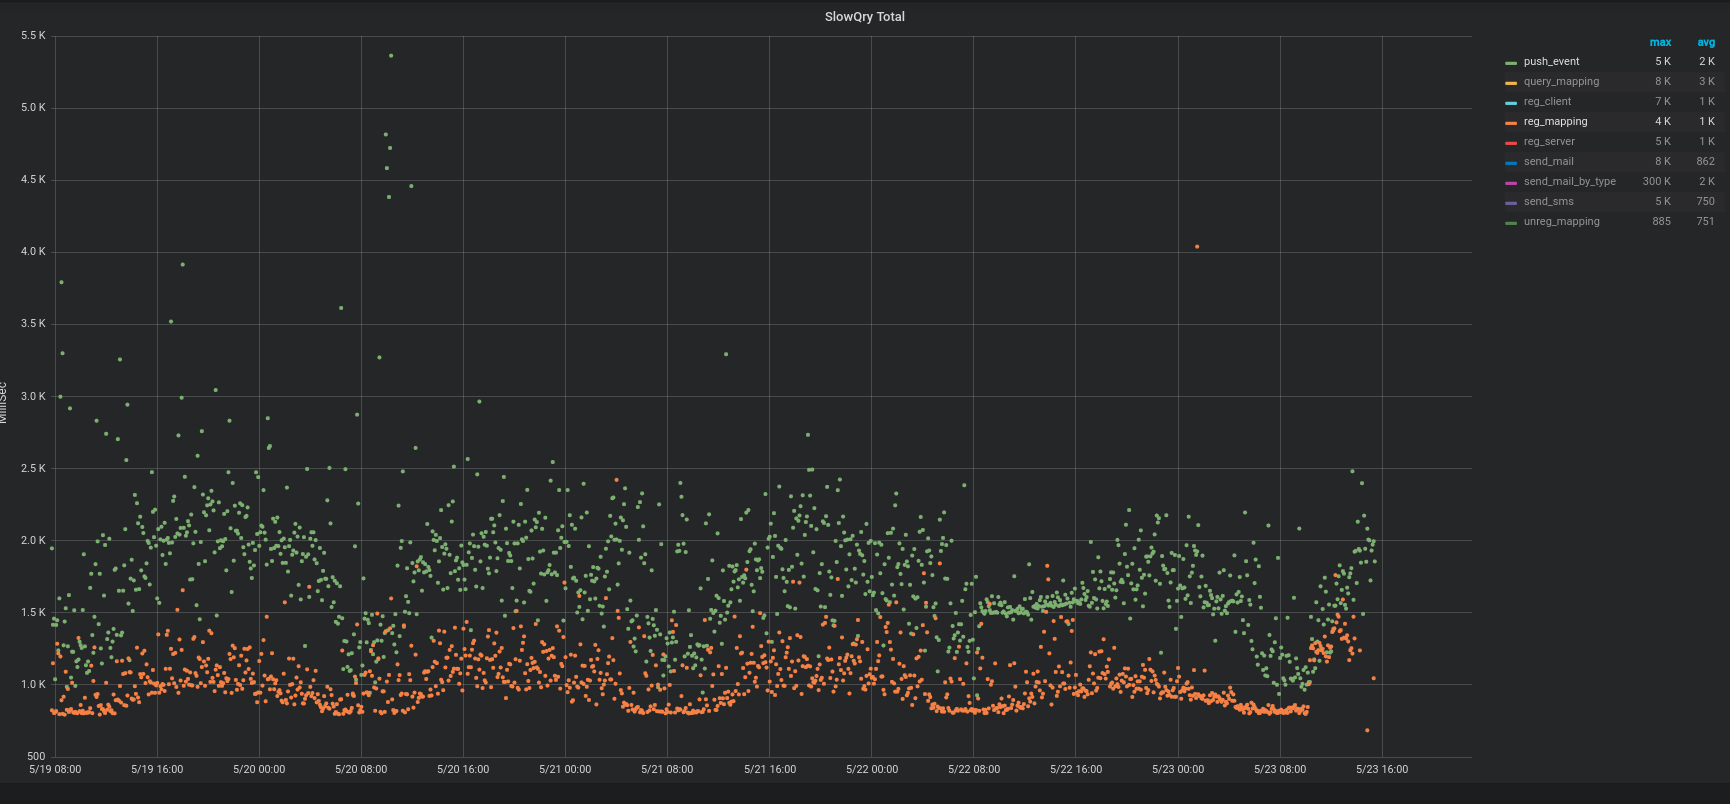 SlowQry Total
5.5 K
5.0 K
4.5 K
4.0 K
3.5 K
3.0 K
2.5 K
2.0 K
1.5 K
1.0 K
500
MilliSec
5/19 08:00 5/19 16:00 5/20 00:00 5/20 08:00 5/20 16:00 5/21 00:00 5/21 08:00 5/21 16:00 5/22 00:00 5/22 08:00 5/22 16:00 5/23 00:00 5/23 08:00 5/23 16:00
max avg
push_event 5 K 2 K
query_mapping 8 K 3 K
reg_client 7 K 1 K
reg_mapping 4 K 1 K
reg_server 5 K 1 K
send_mail 8 K 862
send_mail_by_type 300 K 2 K
send_sms 5 K 750
unreg_mapping 885 751